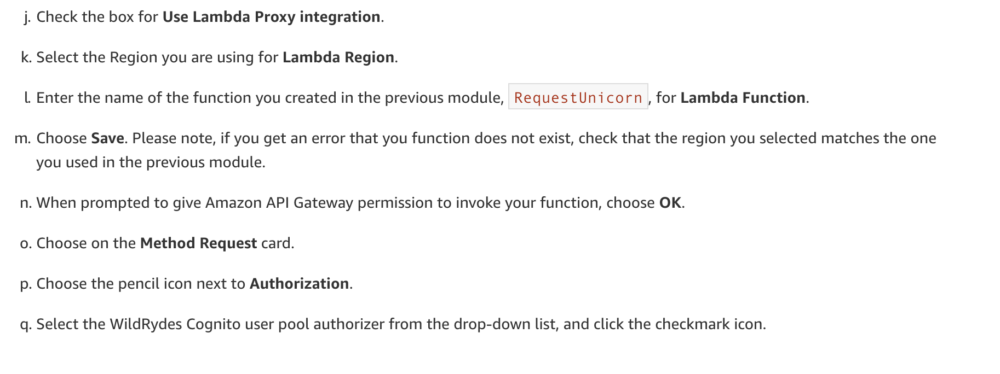 j. Check the box for Use Lambda Proxy integration.
k. Select the Region you are using for Lambda Region.
l. Enter the name of the function you created in the previous module, RequestUnicorn, for Lambda Function.
m. Choose Save. Please note, if you get an error that you function does not exist, check that the region you selected matches the one
you used in the previous module.
n. When prompted to give Amazon API Gateway permission to invoke your function, choose OK.
o. Choose on the Method Request card.
p. Choose the pencil icon next to Authorization.
q. Select the WildRydes Cognito user pool authorizer from the drop-down list, and click the checkmark icon.